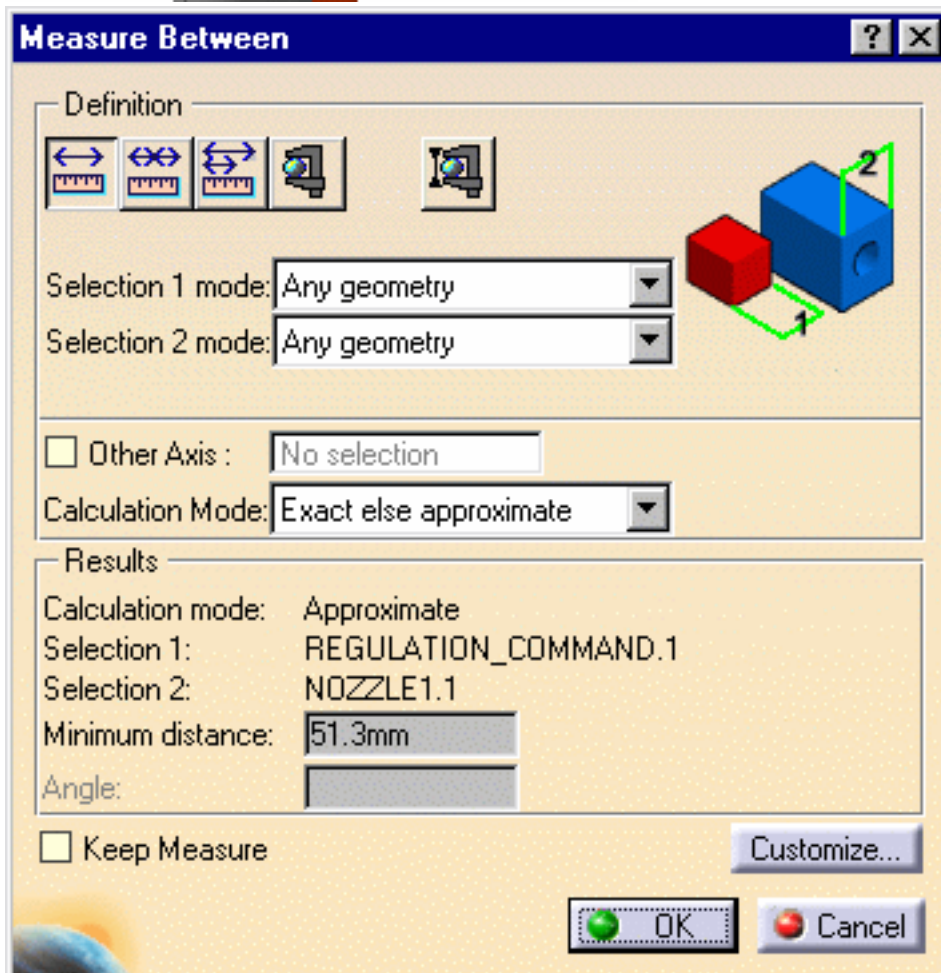 Measure Between
Definition
2
1
Selection 1 mode: Any geometry
Selection 2 mode: Any geometry
Other Axis : No selection
Calculation Mode: Exact else approximate
Results
Calculation mode: Approximate
Selection 1: REGULATION_COMMAND.1
Selection 2: NOZZLE1.1
Minimum distance: 51.3mm
Angle:
Keep Measure
Customize...
OK Cancel